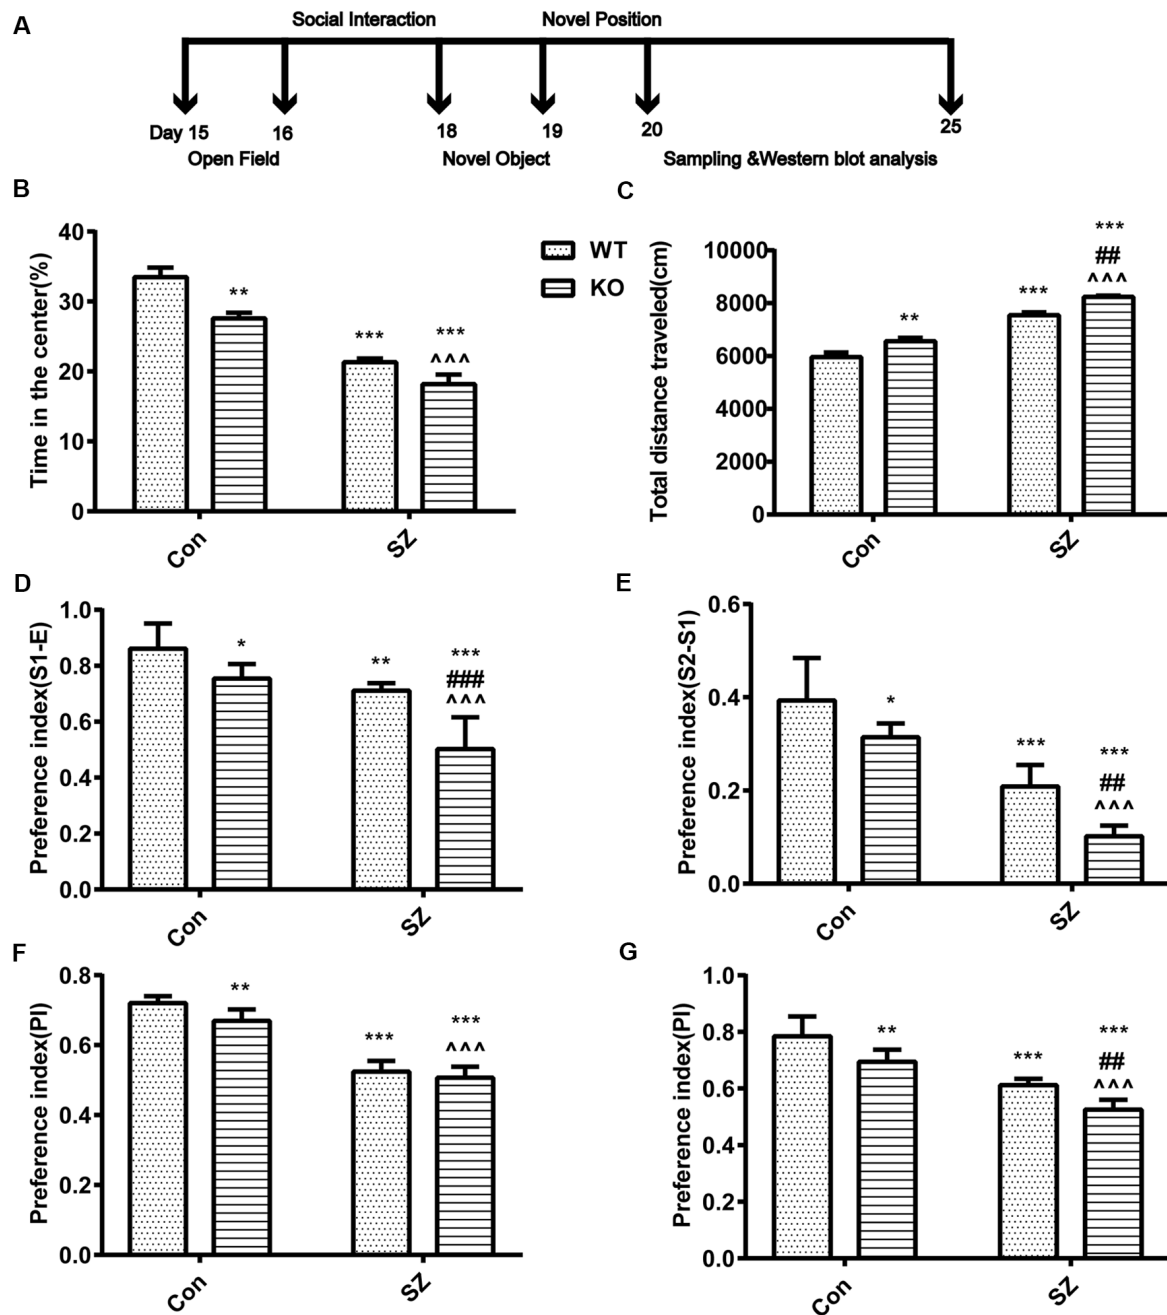 A
Social Interaction Novel Position
Day 15 16 18 19 20 25
Open Field Novel Object Sampling &Western blot analysis
B
Time in the center(%)
40
30
20
10
0
**
***
***
^^^
Con SZ
WT
KO
C
Total distance traveled(cm)
10000
8000
6000
4000
2000
0
**
***
***
##
^^^
Con SZ
D
Preference index(S1-E)
1.0
0.8
0.6
0.4
0.2
0.0
*
**
***
###
^^^
Con SZ
E
Preference index(S2-S1)
0.6
0.4
0.2
0.0
*
***
***
##
^^^
Con SZ
F
Preference index(PI)
0.8
0.6
0.4
0.2
0.0
**
***
***
^^^
Con SZ
G
Preference index(PI)
1.0
0.8
0.6
0.4
0.2
0.0
**
***
***
##
^^^
Con SZ